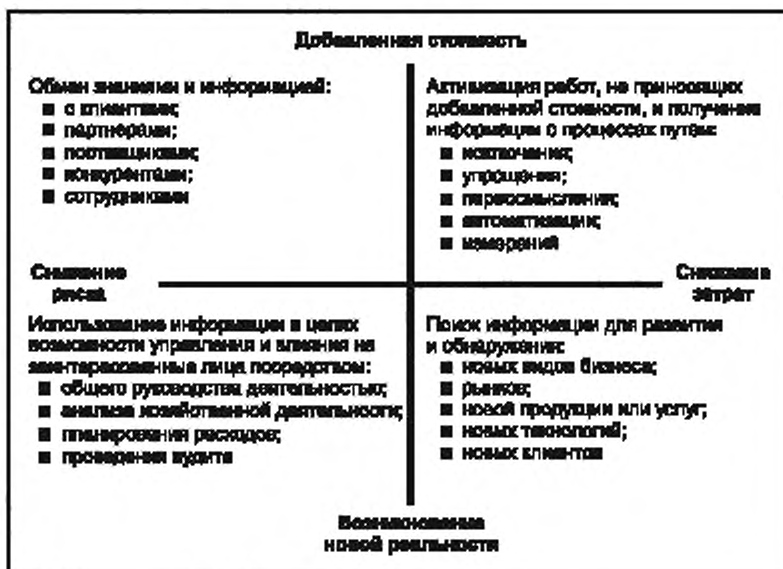 Добавленная стоимость
Обмен знаниями и информацией:
■ с клиентами;
■ партнерами;
■ поставщиками;
■ конкурентами;
■ сотрудниками
Активизация работ, не приносящих
добавленной стоимости, и получение
информации о процессах путем:
■ исключения;
■ упрощения;
■ переосмысления;
■ автоматизации;
■ измерений
Снижение
риска
Снижение
затрат
Использование информации в целях
возможности управления и влияния на
заинтересованные лица посредством:
■ общего руководства деятельностью;
■ анализа хозяйственной деятельности;
■ планирования расходов;
■ проведения аудита
Поиск информации для развития
и обнаружения:
■ новых видов бизнеса;
■ рынков;
■ новой продукции или услуг;
■ новых технологий;
■ новых клиентов
Возникновение
новой реальности